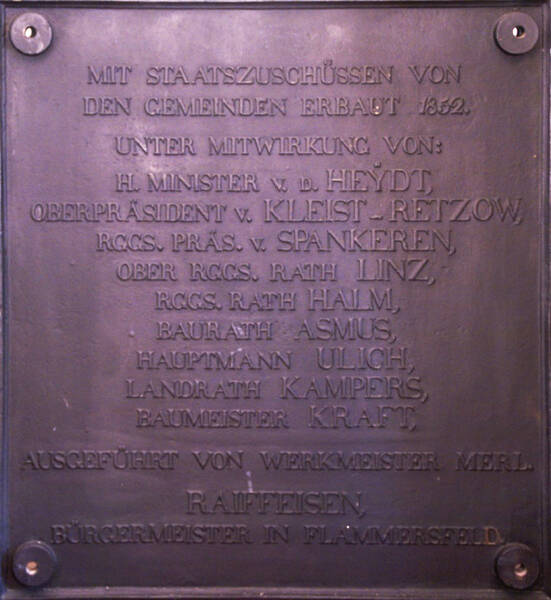 MIT STAATSZUSCHÜSSEN VON
DEN GEMEINDEN ERBAUT 1852.
UNTER MITWIRKUNG VON:
H. MINISTER V. D. HEŸDT,
OBERPRÄSIDENT V. KLEIST-RETZOW,
RGGS. PRÄS. V. SPANKEREN,
OBER RGGS. RATH LINZ,
RGGS. RATH HALM,
BAURATH ASMUS,
HAUPTMANN ULICH,
LANDRATH KAMPERS,
BAUMEISTER KRAFT,
AUSGEFÜHRT VON WERKMEISTER MERL.
RAIFFEISEN,
BÜRGERMEISTER IN FLAMMERSFELD.